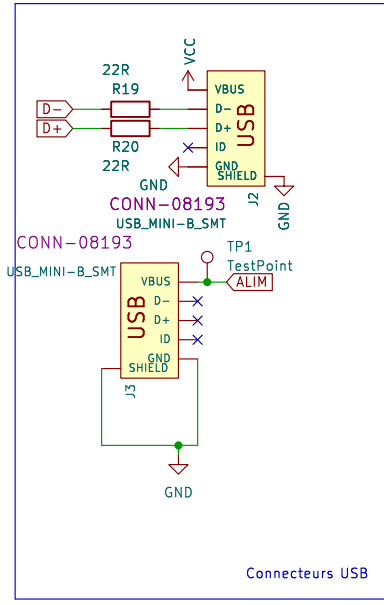 VCC
22R
R19
D-
D+
R20
22R
VBUS
D-
D+
ID
GND
SHIELD
USB
J2
GND
GND
CONN-08193
USB_MINI-B_SMT
CONN-08193
USB_MINI-B_SMT
TP1
TestPoint
ALIM
VBUS
D-
D+
ID
GND
SHIELD
USB
J3
GND
Connecteurs USB